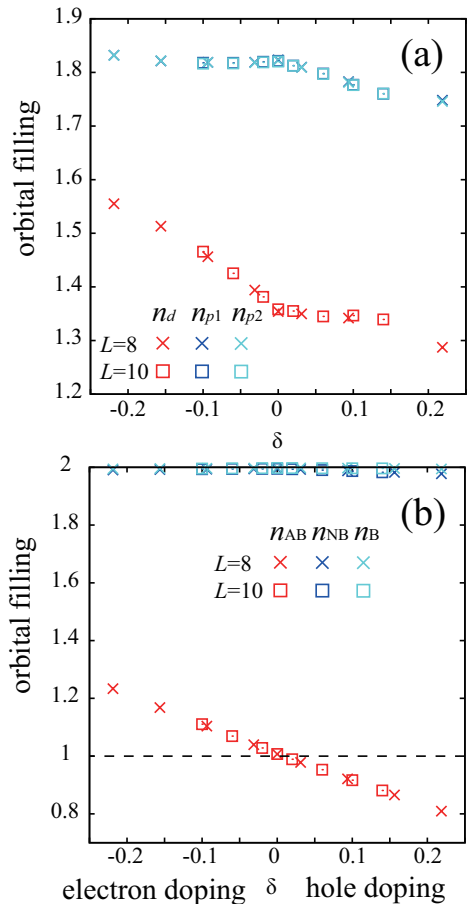 1.9
(a)
1.8
1.7
orbital filling
1.6
1.5
1.4
nd np1 np2
L=8
1.3
L=10
1.2
-0.2 -0.1 0 0.1 0.2
δ
2
(b)
nAB nNB nB
1.8
L=8
L=10
1.6
orbital filling
1.4
1.2
1
0.8
-0.2 -0.1 0 0.1 0.2
electron doping δ hole doping